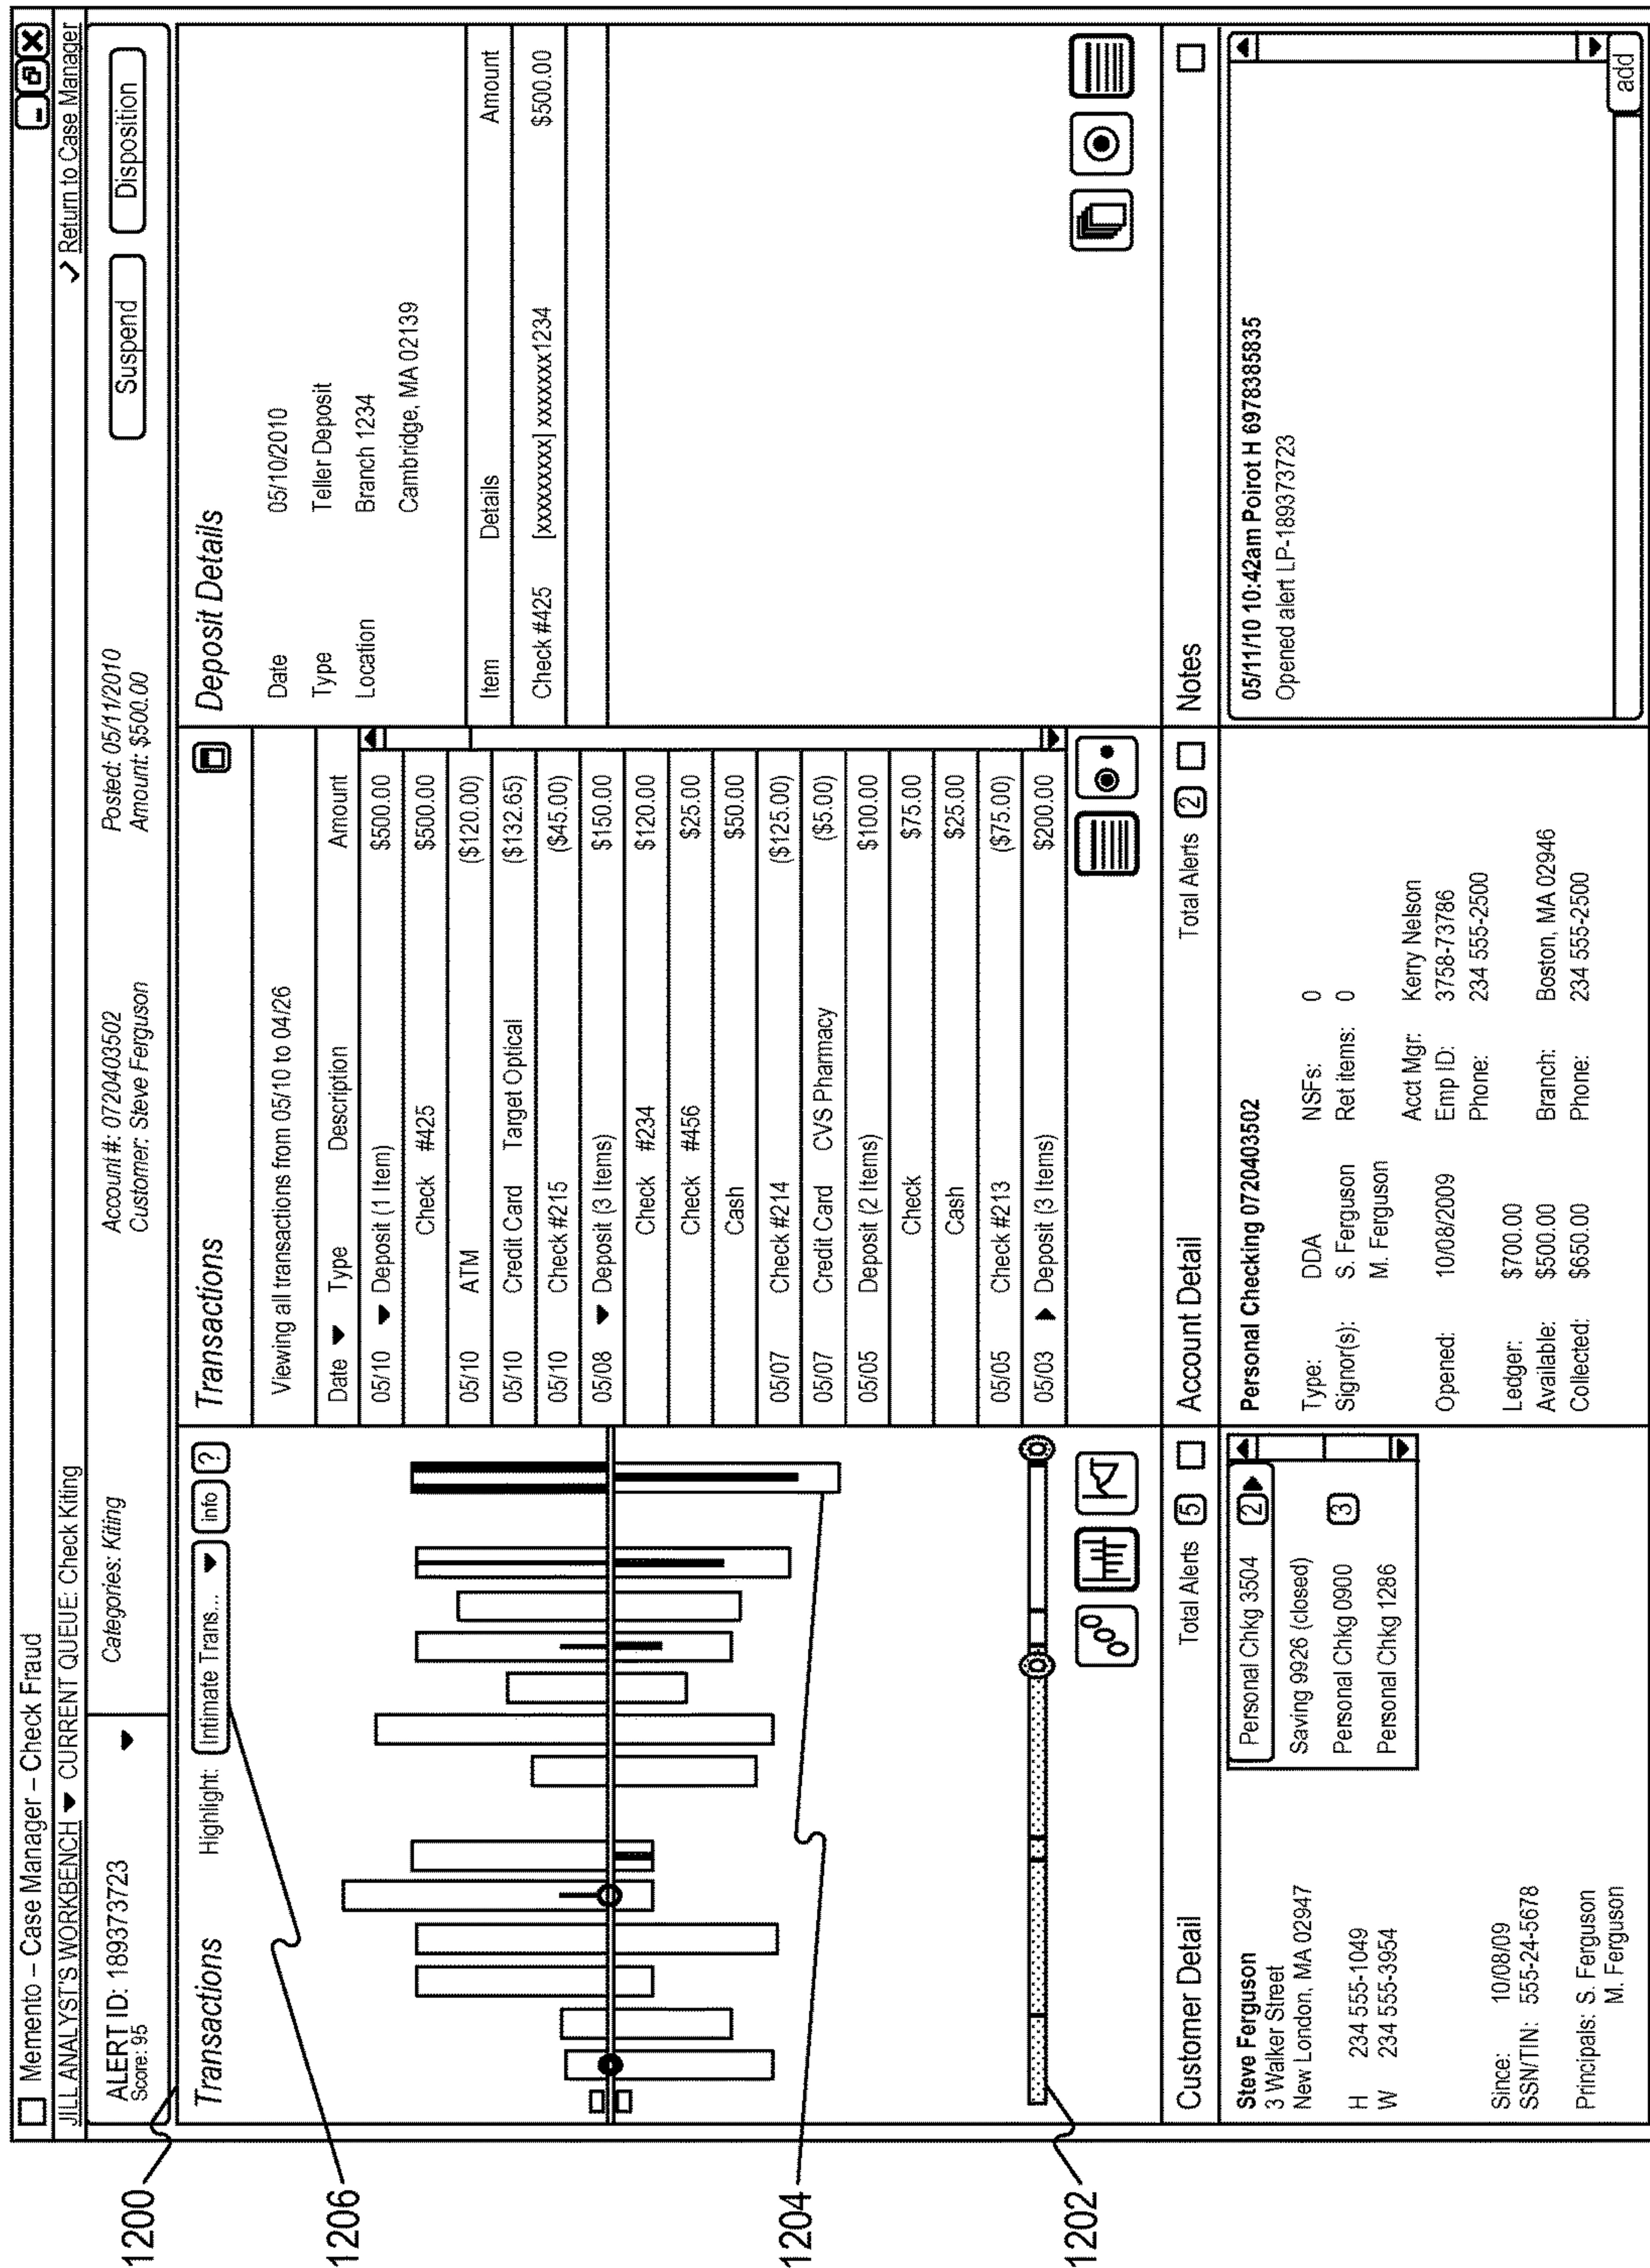 Memento – Case Manager – Check Fraud
JILL ANALYST'S WORKBENCH CURRENT QUEUE: Check Kiting Return to Case Manager
ALERT ID: 189373723
Score: 95
Categories: Kiting
Account #: 0720403502
Customer: Steve Ferguson
Posted: 05/11/2010
Amount: $500.00
Suspend Disposition
Transactions
Highlight: Intimate Trans... info ?
Transactions
Viewing all transactions from 05/10 to 04/26
Date Type Description Amount
05/10 Deposit (1 Item) $500.00
Check #425 $500.00
05/10 ATM ($120.00)
05/10 Credit Card Target Optical ($132.65)
05/10 Check #215 ($45.00)
05/08 Deposit (3 Items) $150.00
Check #234 $120.00
Check #456 $25.00
Cash $50.00
05/07 Check #214 ($125.00)
05/07 Credit Card CVS Pharmacy ($5.00)
05/05 Deposit (2 Items) $100.00
Check $75.00
Cash $25.00
05/05 Check #213 ($75.00)
05/03 Deposit (3 Items) $200.00
Deposit Details
Date 05/10/2010
Type Teller Deposit
Location Branch 1234
Cambridge, MA 02139
Item Details Amount
Check #425 [xxxxxxxx] xxxxxx1234 $500.00
Customer Detail Total Alerts 5
Steve Ferguson
3 Walker Street
New London, MA 02947
H 234 555-1049
W 234 555-3954
Since: 10/08/09
SSN/TIN: 555-24-5678
Principals: S. Ferguson
M. Ferguson
Personal Chkg 3504 2
Saving 9926 (closed)
Personal Chkg 0900 3
Personal Chkg 1286
Account Detail Total Alerts 2
Personal Checking 0720403502
Type: DDA NSFs: 0
Signor(s): S. Ferguson Ret items: 0
M. Ferguson
Acct Mgr: Kerry Nelson
Opened: 10/08/2009 Emp ID: 3758-73786
Phone: 234 555-2500
Ledger: $700.00
Available: $500.00 Branch: Boston, MA 02946
Collected: $650.00 Phone: 234 555-2500
Notes
05/11/10 10:42am Poirot H 6978385835
Opened alert LP-189373723
add
1200
1206
1204
1202